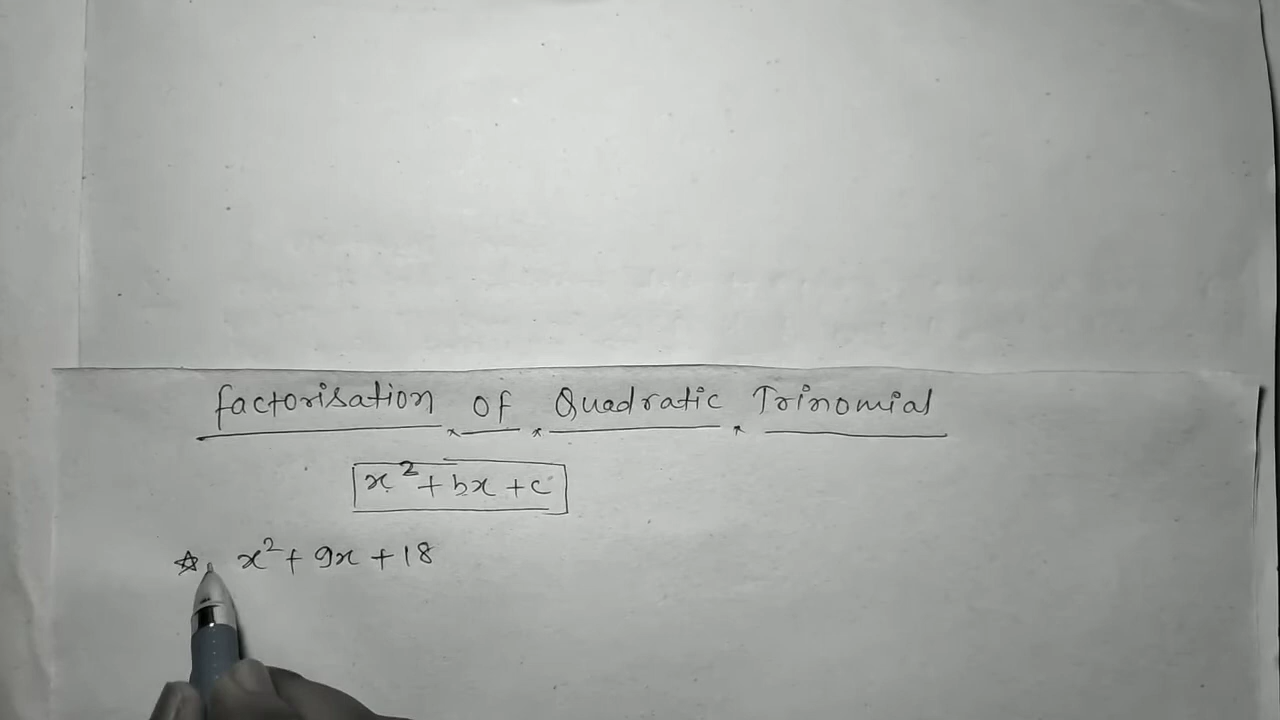 factorisation of Quadratic Trinomial
x² + bx + c
☆ x² + 9x + 18